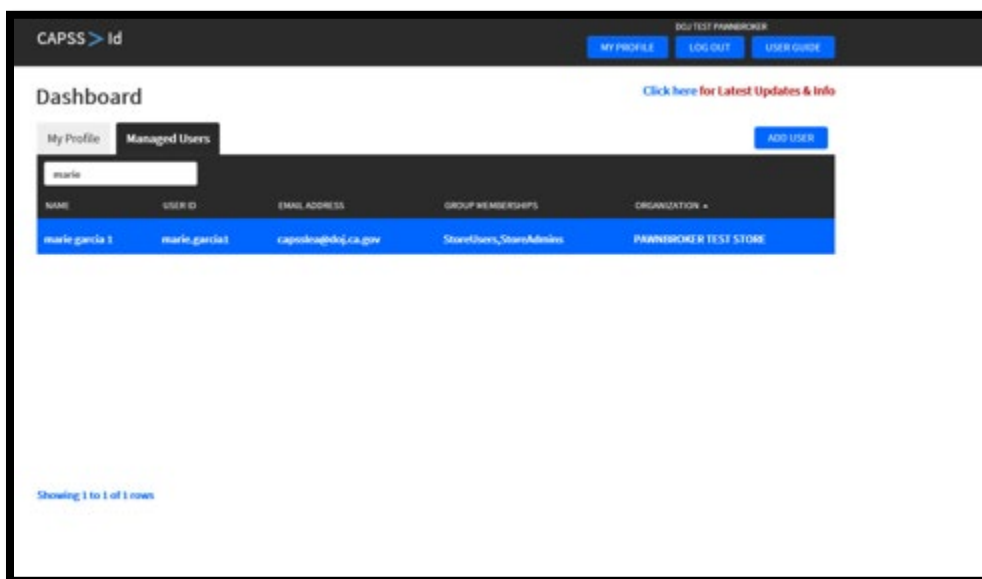 CAPSS > Id
DOJ TEST PAWNBROKER
MY PROFILE LOG OUT USER GUIDE
Dashboard
Click here for Latest Updates & Info
My Profile Managed Users
ADD USER
marie
NAME USER ID EMAIL ADDRESS GROUP MEMBERSHIPS ORGANIZATION
marie garcia 1 marie.garcia1 capsslea@doj.ca.gov StoreUsers,StoreAdmins PAWNBROKER TEST STORE
Showing 1 to 1 of 1 rows